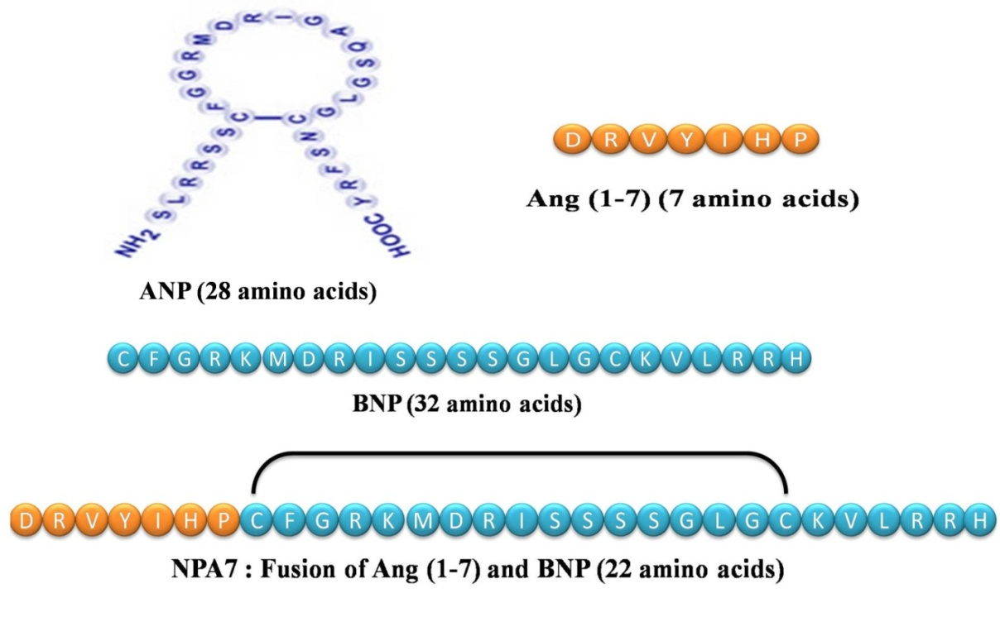 NH2 S L R R S S C F G G R M D R I G A Q S G L G C N S F R Y COOH
ANP (28 amino acids)
D R V Y I H P
Ang (1-7) (7 amino acids)
C F G R K M D R I S S S S G L G C K V L R R H
BNP (32 amino acids)
D R V Y I H P C F G R K M D R I S S S S G L G C K V L R R H
NPA7 : Fusion of Ang (1-7) and BNP (22 amino acids)